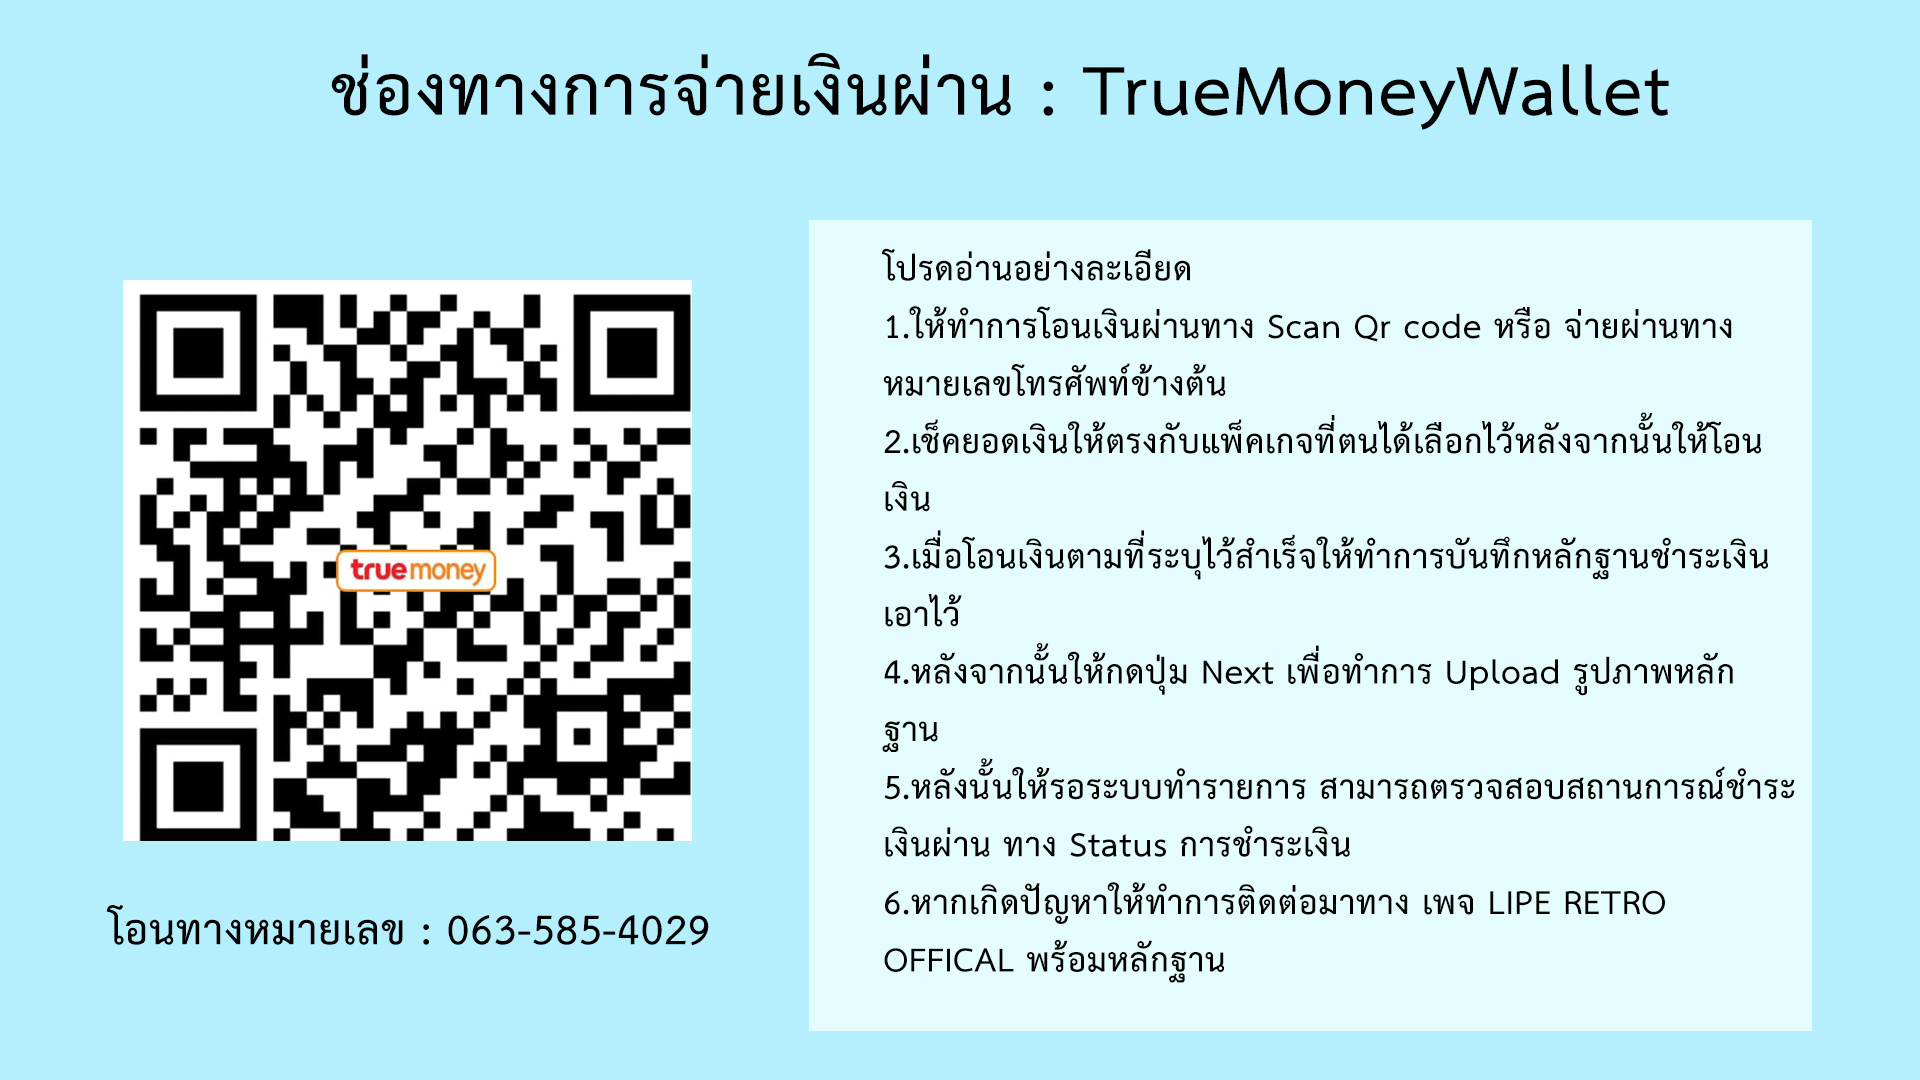 ช่องทางการจ่ายเงินผ่าน : TrueMoneyWallet
truemoney
โอนทางหมายเลข : 063-585-4029
โปรดอ่านอย่างละเอียด
1.ให้ทำการโอนเงินผ่านทาง Scan Qr code หรือ จ่ายผ่านทาง
หมายเลขโทรศัพท์ข้างต้น
2.เช็คยอดเงินให้ตรงกับแพ็คเกจที่ตนได้เลือกไว้หลังจากนั้นให้โอน
เงิน
3.เมื่อโอนเงินตามที่ระบุไว้สำเร็จให้ทำการบันทึกหลักฐานชำระเงิน
เอาไว้
4.หลังจากนั้นให้กดปุ่ม Next เพื่อทำการ Upload รูปภาพหลัก
ฐาน
5.หลังนั้นให้รอระบบทำรายการ สามารถตรวจสอบสถานการณ์ชำระ
เงินผ่าน ทาง Status การชำระเงิน
6.หากเกิดปัญหาให้ทำการติดต่อมาทาง เพจ LIPE RETRO
OFFICAL พร้อมหลักฐาน